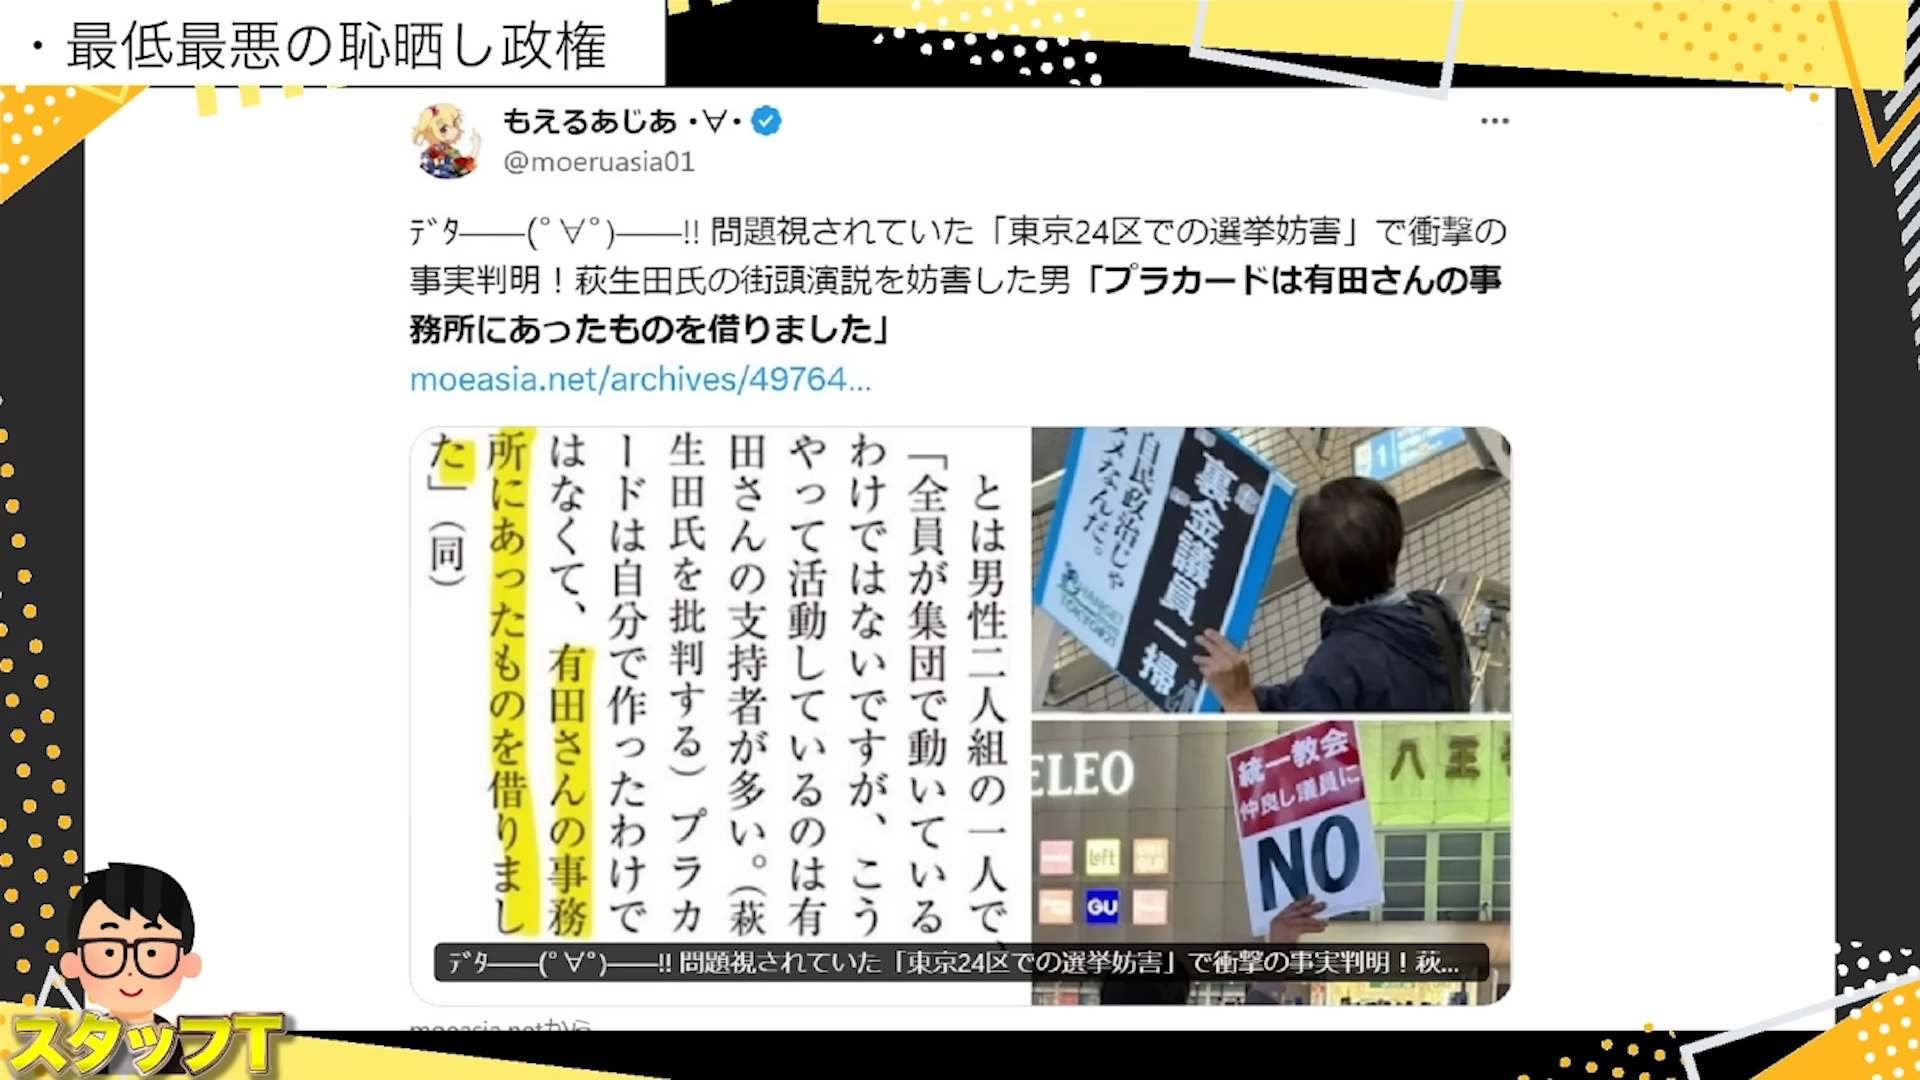 ・最低最悪の恥晒し政権
もえるあじあ ・∀・
@moeruasia01
ﾃﾞﾀ――(ﾟ∀ﾟ)――!! 問題視されていた「東京24区での選挙妨害」で衝撃の
事実判明！萩生田氏の街頭演説を妨害した男「プラカードは有田さんの事
務所にあったものを借りました」
moeasia.net/archives/49764...
とは男性二人組の一人で、
「全員が集団で動いている
わけではないですが、こう
やって活動しているのは有
田さんの支持者が多い。（萩
生田氏を批判する）プラカ
ードは自分で作ったわけで
はなくて、有田さんの事務
所にあったものを借りまし
た」（同）
裏金議員一掃
自民政治じゃ
ダメなんだ。
ELEO
八王
Loft
GU
統一教会
仲良し議員に
NO
ﾃﾞﾀ――(ﾟ∀ﾟ)――!! 問題視されていた「東京24区での選挙妨害」で衝撃の事実判明！萩...
moeasia.netから
スタッフT